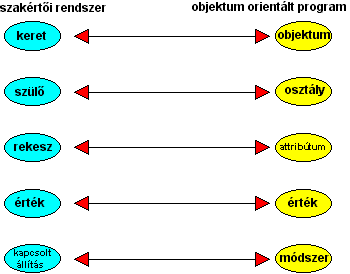 szakértői rendszer
objektum orientált program
keret
objektum
szülő
osztály
rekesz
attribútum
érték
érték
kapcsolt
állítás
módszer